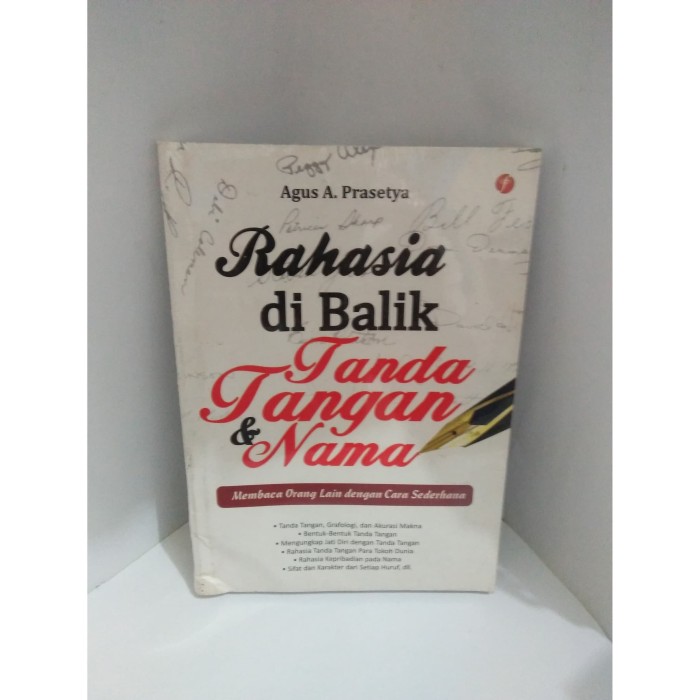 Peggy
Agus A. Prasetya
Bill
Rahasia
di Balik
Tanda
Tangan
& Nama
Membaca Orang Lain dengan Cara Sederhana
• Tanda Tangan, Grafologi, dan Akurasi Makna
• Bentuk-Bentuk Tanda Tangan
• Mengungkap Jati Diri dengan Tanda Tangan
• Rahasia Tanda Tangan Para Tokoh Dunia
• Rahasia Kepribadian pada Nama
• Sifat dan Karakter dari Setiap Huruf, dll.